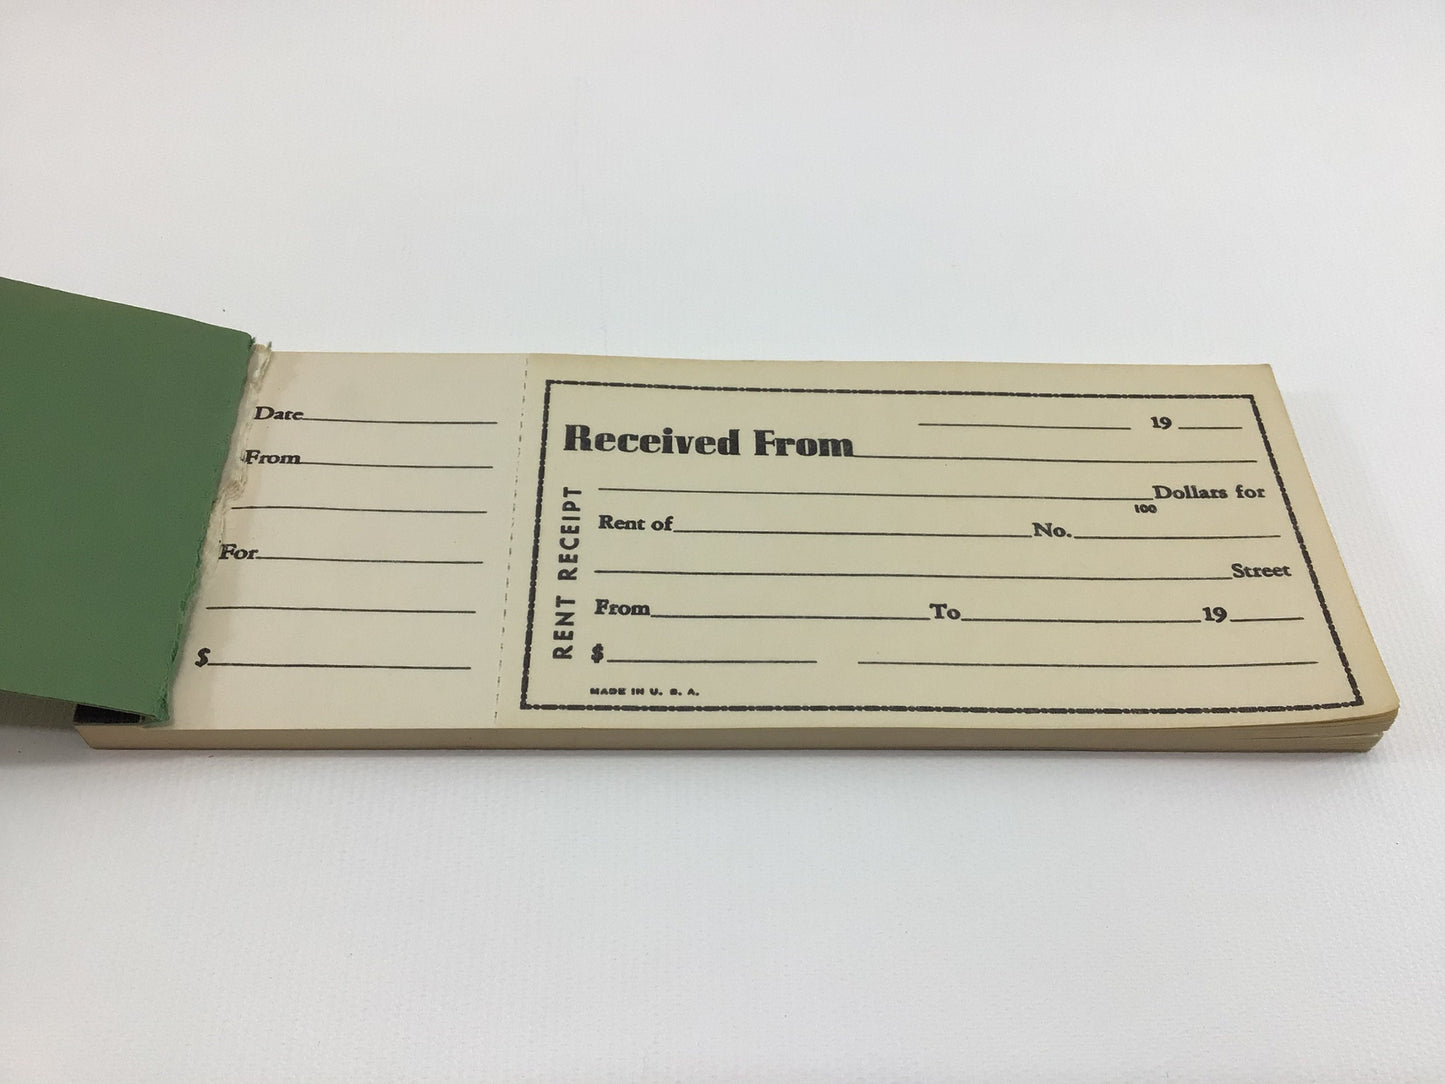 Date
From
For
$
19
Received From
Dollars for
100
Rent of No.
Street
From To 19
$
RENT RECEIPT
MADE IN U. S. A.